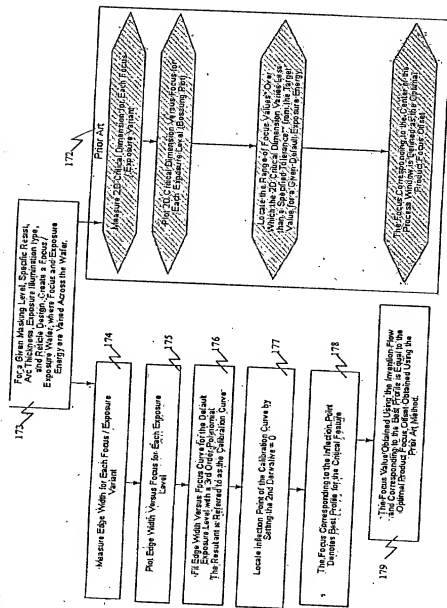 173
For a Given Masking Level, Specific Resist,
Arc Thickness, Exposure Illumination type,
and Reticle Design, Create a Focus /
Exposure Wafer, where Focus and Exposure
Energy are Varied Across the Wafer.
174
Measure Edge Width for Each Focus / Exposure
Variant
175
Plot Edge Width Versus Focus for Each Exposure
Level
176
Fit Edge Width Versus Focus Curve for the Default
Exposure Level with a 3rd Order Polynomial
The Resultant is Referred to as the Calibration Curve
177
Locate Inflection Point of the Calibration Curve by
Setting the 2nd Derivative = 0
178
The Focus Corresponding to the Inflection Point
Denotes Best Profile for the Critical Feature
179
The Focus Value Obtained Using the Invention Flow
and Corresponding to the Best Profile is Equal to the
Optimal Product Focus Offset Obtained Using the
Prior Art Method.
172
Prior Art
Measure 2D Critical Dimension for Each Focus /
Exposure Variant
Plot 2D Critical Dimension Versus Focus for
Each Exposure Level (Bossung Plot)
Locate the Range of Focus Values Over
Which the 2D Critical Dimension Varies Less
than a Specified Tolerance from the Target
Value for a Given Default Exposure Energy
The Focus Corresponding to the Center of the
Process Window is Defined as the Optimal
Product Focus Offset